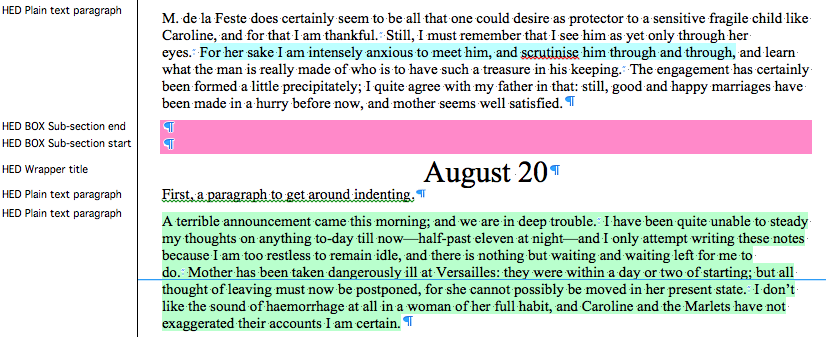 HED Plain text paragraph
M. de la Feste does certainly seem to be all that one could desire as protector to a sensitive fragile child like
Caroline, and for that I am thankful. Still, I must remember that I see him as yet only through her
eyes. For her sake I am intensely anxious to meet him, and scrutinise him through and through, and learn
what the man is really made of who is to have such a treasure in his keeping. The engagement has certainly
been formed a little precipitately; I quite agree with my father in that: still, good and happy marriages have
been made in a hurry before now, and mother seems well satisfied.¶
HED BOX Sub-section end
¶
HED BOX Sub-section start
¶
HED Wrapper title
August 20¶
HED Plain text paragraph
First, a paragraph to get around indenting.¶
HED Plain text paragraph
A terrible announcement came this morning; and we are in deep trouble. I have been quite unable to steady
my thoughts on anything to-day till now—half-past eleven at night—and I only attempt writing these notes
because I am too restless to remain idle, and there is nothing but waiting and waiting left for me to
do. Mother has been taken dangerously ill at Versailles: they were within a day or two of starting; but all
thought of leaving must now be postponed, for she cannot possibly be moved in her present state. I don’t
like the sound of haemorrhage at all in a woman of her full habit, and Caroline and the Marlets have not
exaggerated their accounts I am certain.¶